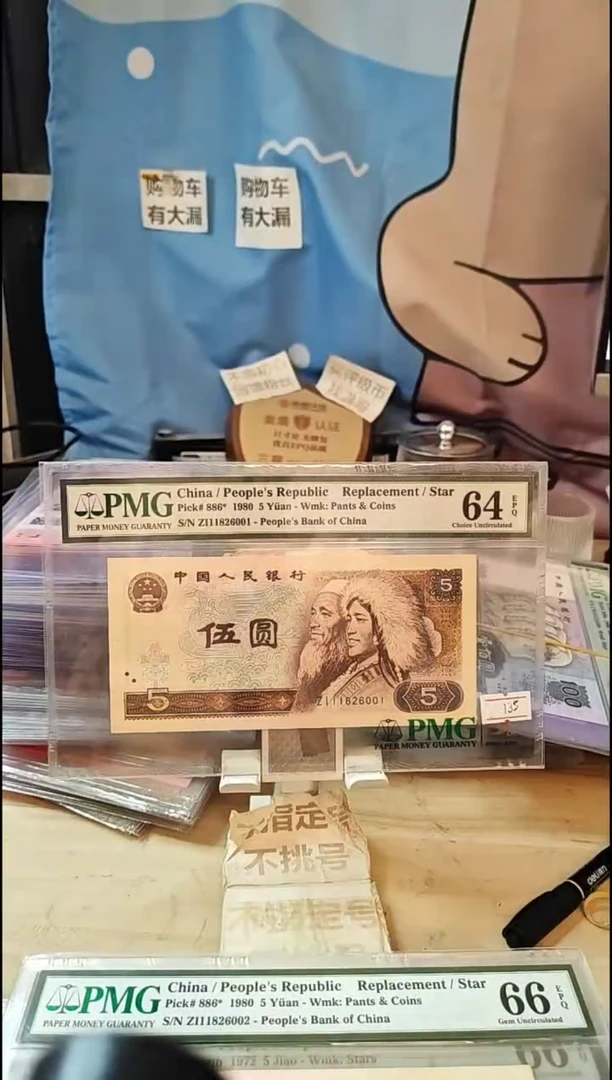 购物车
有大漏
购物车
有大漏
认证
PMG
PAPER MONEY GUARANTY
China / People's Republic Replacement / Star
Pick# 886* 1980 5 Yüan - Wmk: Pants & Coins
S/N ZI11826001 - People's Bank of China
64
EPQ
Choice Uncirculated
中国人民银行
5
伍圆
ZI11826001
5
5
135
PMG
PAPER MONEY GUARANTY
100
指定号
不挑号
deli
PMG
PAPER MONEY GUARANTY
China / People's Republic Replacement / Star
Pick# 886* 1980 5 Yüan - Wmk: Pants & Coins
S/N ZI11826002 - People's Bank of China
66
EPQ
Gem Uncirculated
1972 5 Jiao - Wmk: Stars